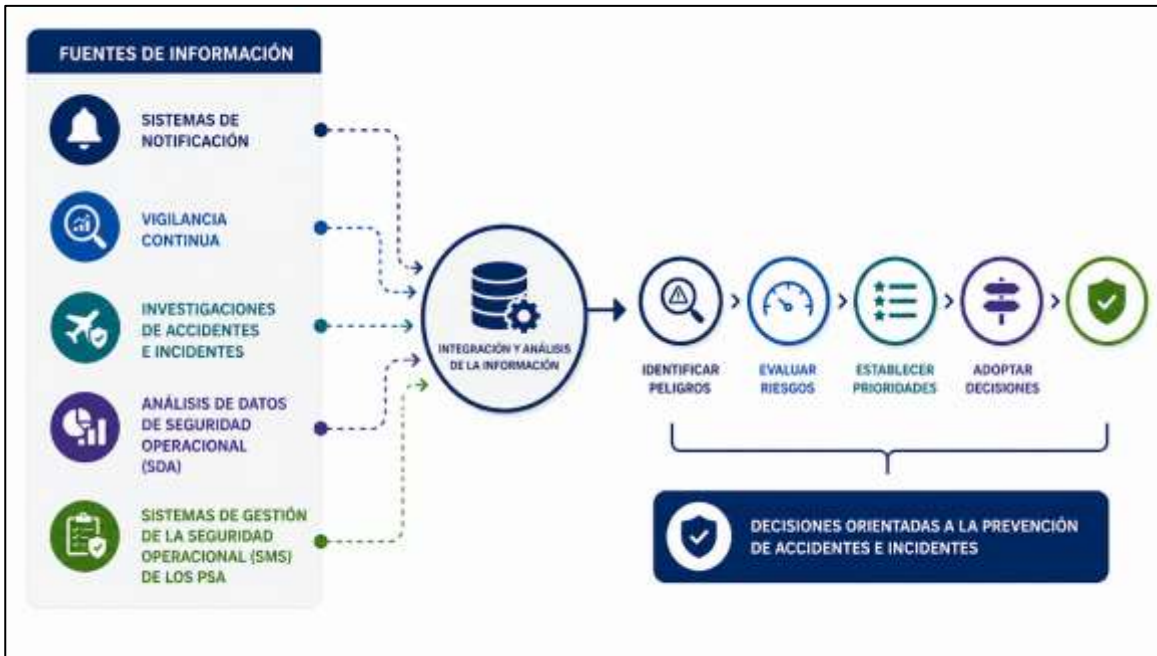 FUENTES DE INFORMACIÓN
SISTEMAS DE
NOTIFICACIÓN
VIGILANCIA
CONTINUA
INVESTIGACIONES
DE ACCIDENTES
E INCIDENTES
ANÁLISIS DE DATOS
DE SEGURIDAD
OPERACIONAL
(SDA)
SISTEMAS DE GESTIÓN
DE LA SEGURIDAD
OPERACIONAL (SMS)
DE LOS PSA
INTEGRACIÓN Y ANÁLISIS
DE LA INFORMACIÓN
IDENTIFICAR
PELIGROS
EVALUAR
RIESGOS
ESTABLECER
PRIORIDADES
ADOPTAR
DECISIONES
DECISIONES ORIENTADAS A LA PREVENCIÓN
DE ACCIDENTES E INCIDENTES